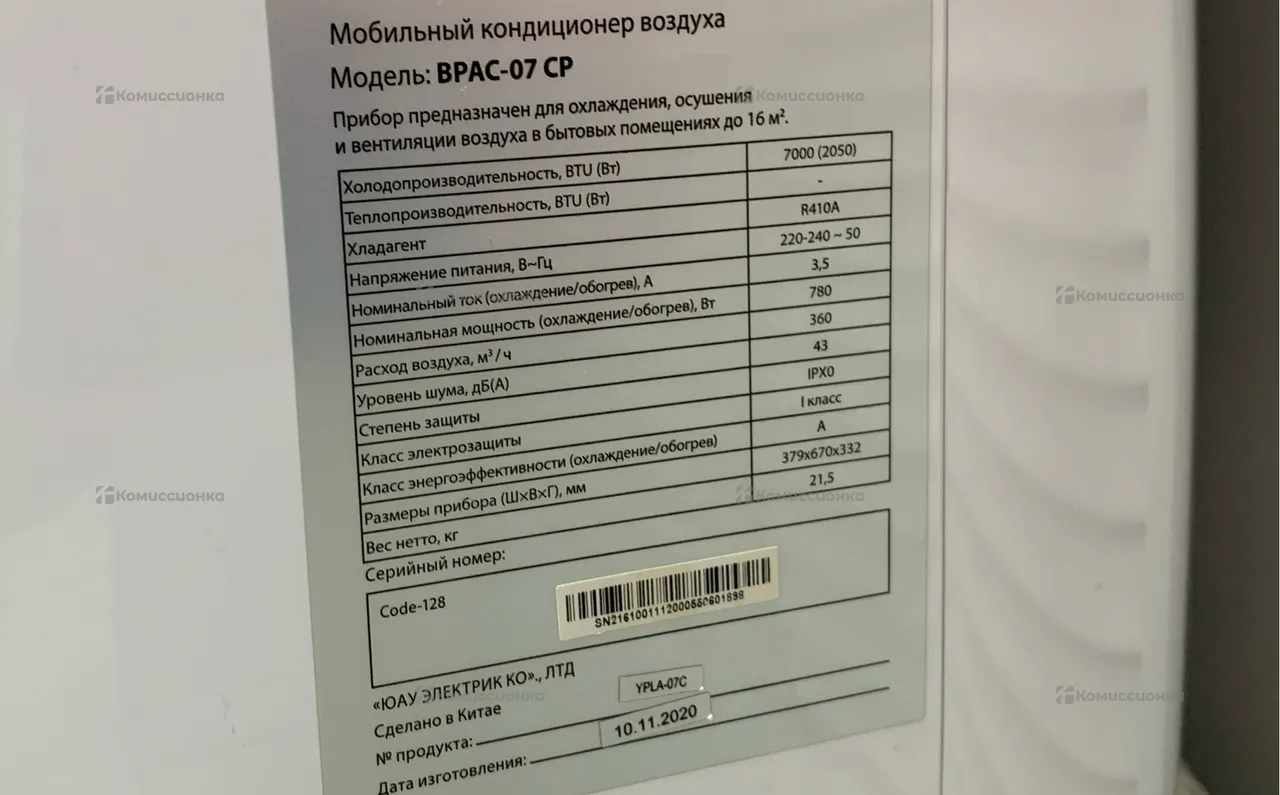 Мобильный кондиционер воздуха
Модель: BPAC-07 CP
Прибор предназначен для охлаждения, осушения
и вентиляции воздуха в бытовых помещениях до 16 м².
Холодопроизводительность, BTU (Вт) 7000 (2050)
Теплопроизводительность, BTU (Вт) -
Хладагент R410A
Напряжение питания, В~Гц 220-240 ~ 50
Номинальный ток (охлаждение/обогрев), А 3,5
Номинальная мощность (охлаждение/обогрев), Вт 780
Расход воздуха, м³/ч 360
Уровень шума, дБ(А) 43
Степень защиты IPX0
Класс электрозащиты I класс
Класс энергоэффективности (охлаждение/обогрев) А
Размеры прибора (Ш×В×Г), мм 379x670x332
Вес нетто, кг 21,5
Серийный номер:
Code-128
SN2161001112000550601898
«ЮАУ ЭЛЕКТРИК КО»., ЛТД
Сделано в Китае
№ продукта: YPLA-07C
Дата изготовления: 10.11.2020
Комиссионка
Комиссионка
Комиссионка
Комиссионка
Комиссионка
Комиссионка
Комиссионка